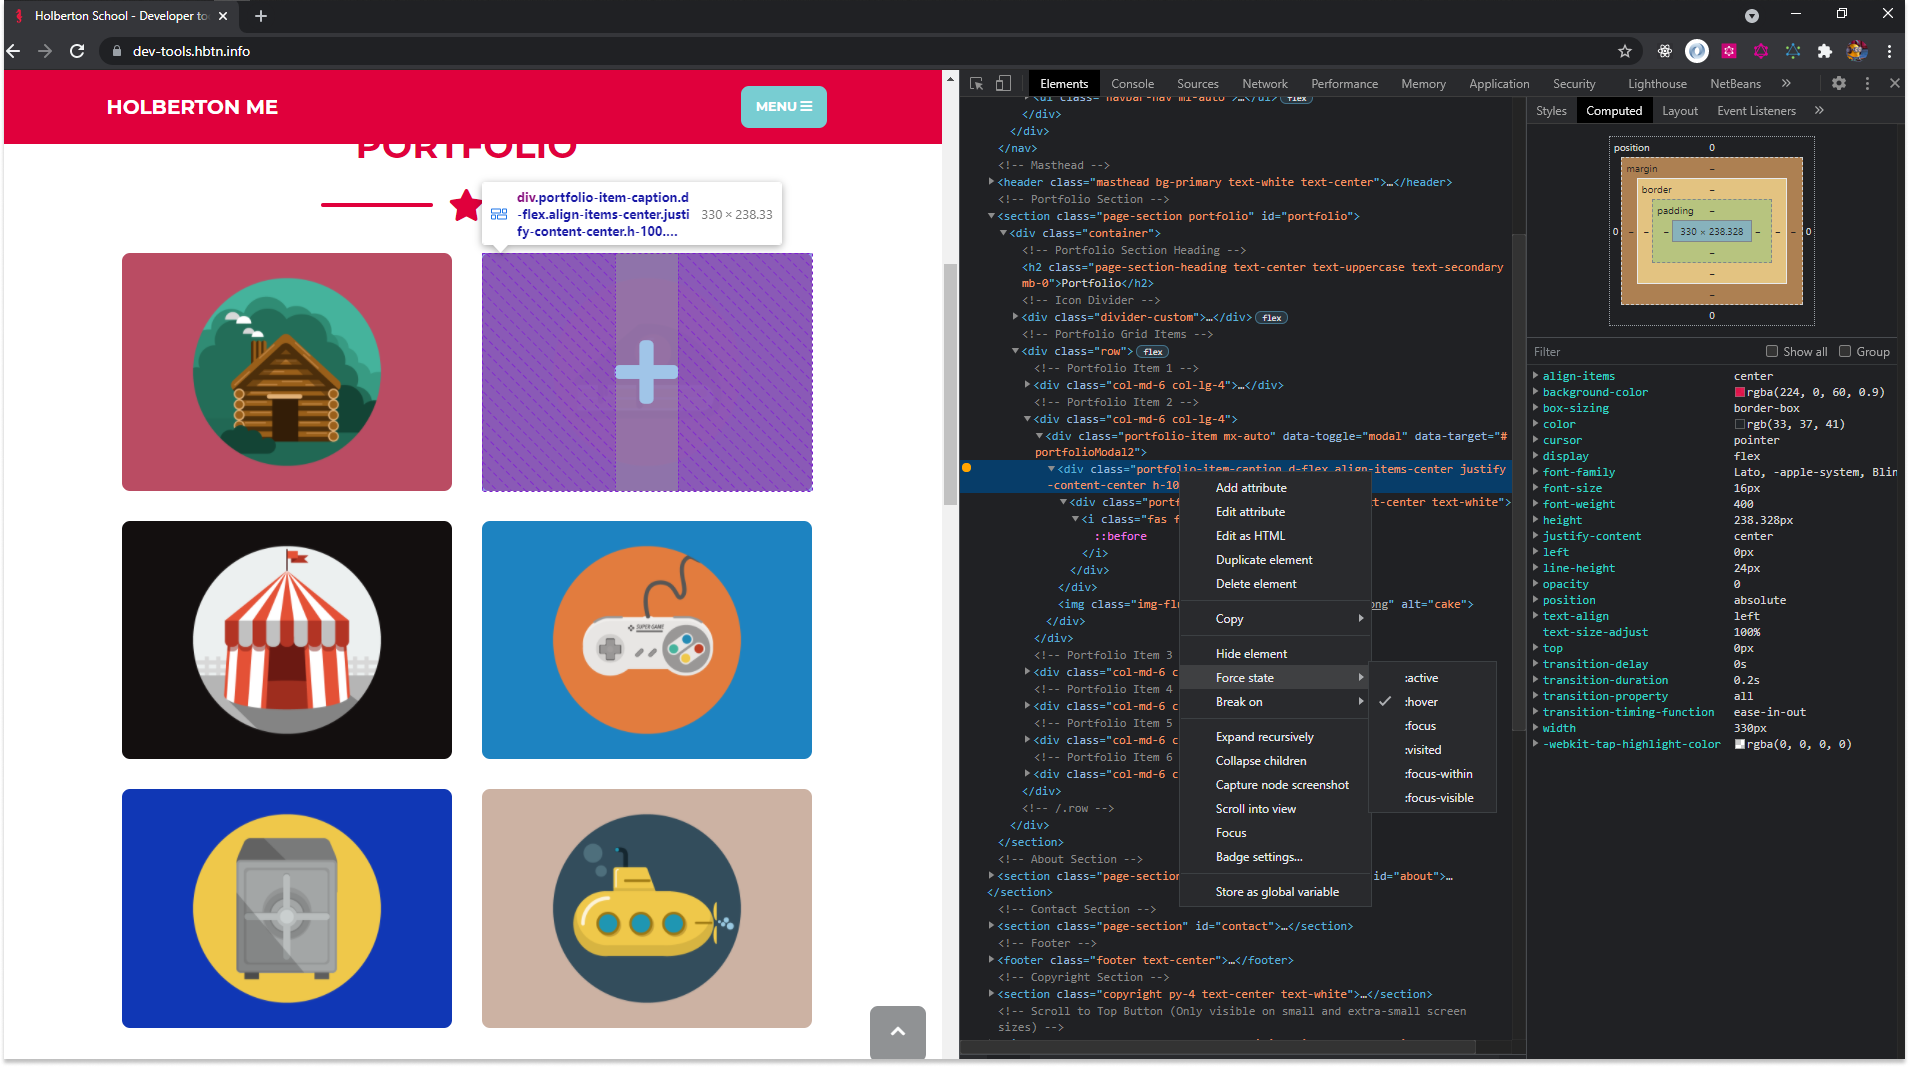 Holberton School - Developer to
dev-tools.hbtn.info
HOLBERTON ME
MENU
PORTFOLIO
div.portfolio-item-caption.d
-flex.align-items-center.justi
fy-content-center.h-100....
330 × 238.33
SUPER GAME
Elements Console Sources Network Performance Memory Application Security Lighthouse NetBeans »
<ul class="navbar-nav ml-auto">…</ul> flex
</div>
</div>
</nav>
<!-- Masthead -->
<header class="masthead bg-primary text-white text-center">…</header>
<!-- Portfolio Section -->
<section class="page-section portfolio" id="portfolio">
<div class="container">
<!-- Portfolio Section Heading -->
<h2 class="page-section-heading text-center text-uppercase text-secondary
mb-0">Portfolio</h2>
<!-- Icon Divider -->
<div class="divider-custom">…</div> flex
<!-- Portfolio Grid Items -->
<div class="row"> flex
<!-- Portfolio Item 1 -->
<div class="col-md-6 col-lg-4">…</div>
<!-- Portfolio Item 2 -->
<div class="col-md-6 col-lg-4">
<div class="portfolio-item mx-auto" data-toggle="modal" data-target="#
portfolioModal2">
<div class="portfolio-item-caption d-flex align-items-center justify
-content-center h-10
<div class="portf ct-center text-white">
<i class="fas f
::before
</i>
</div>
</div>
<img class="img-flu ong" alt="cake">
</div>
</div>
<!-- Portfolio Item 3
<div class="col-md-6 c
<!-- Portfolio Item 4
<div class="col-md-6 c
<!-- Portfolio Item 5
<div class="col-md-6 c
<!-- Portfolio Item 6
<div class="col-md-6 c
</div>
<!-- /.row -->
</div>
</section>
<!-- About Section -->
<section class="page-section id="about">…
</section>
<!-- Contact Section -->
<section class="page-section" id="contact">…</section>
<!-- Footer -->
<footer class="footer text-center">…</footer>
<!-- Copyright Section -->
<section class="copyright py-4 text-center text-white">…</section>
<!-- Scroll to Top Button (Only visible on small and extra-small screen
sizes) -->
Add attribute
Edit attribute
Edit as HTML
Duplicate element
Delete element
Copy
Hide element
Force state
Break on
Expand recursively
Collapse children
Capture node screenshot
Scroll into view
Focus
Badge settings...
Store as global variable
:active
:hover
:focus
:visited
:focus-within
:focus-visible
Styles Computed Layout Event Listeners »
position 0
margin –
border –
padding –
0 – – – 330 × 238.328 – – – 0
–
–
–
0
Filter Show all Group
align-items center
background-color rgba(224, 0, 60, 0.9)
box-sizing border-box
color rgb(33, 37, 41)
cursor pointer
display flex
font-family Lato, -apple-system, Blin
font-size 16px
font-weight 400
height 238.328px
justify-content center
left 0px
line-height 24px
opacity 0
position absolute
text-align left
text-size-adjust 100%
top 0px
transition-delay 0s
transition-duration 0.2s
transition-property all
transition-timing-function ease-in-out
width 330px
-webkit-tap-highlight-color rgba(0, 0, 0, 0)